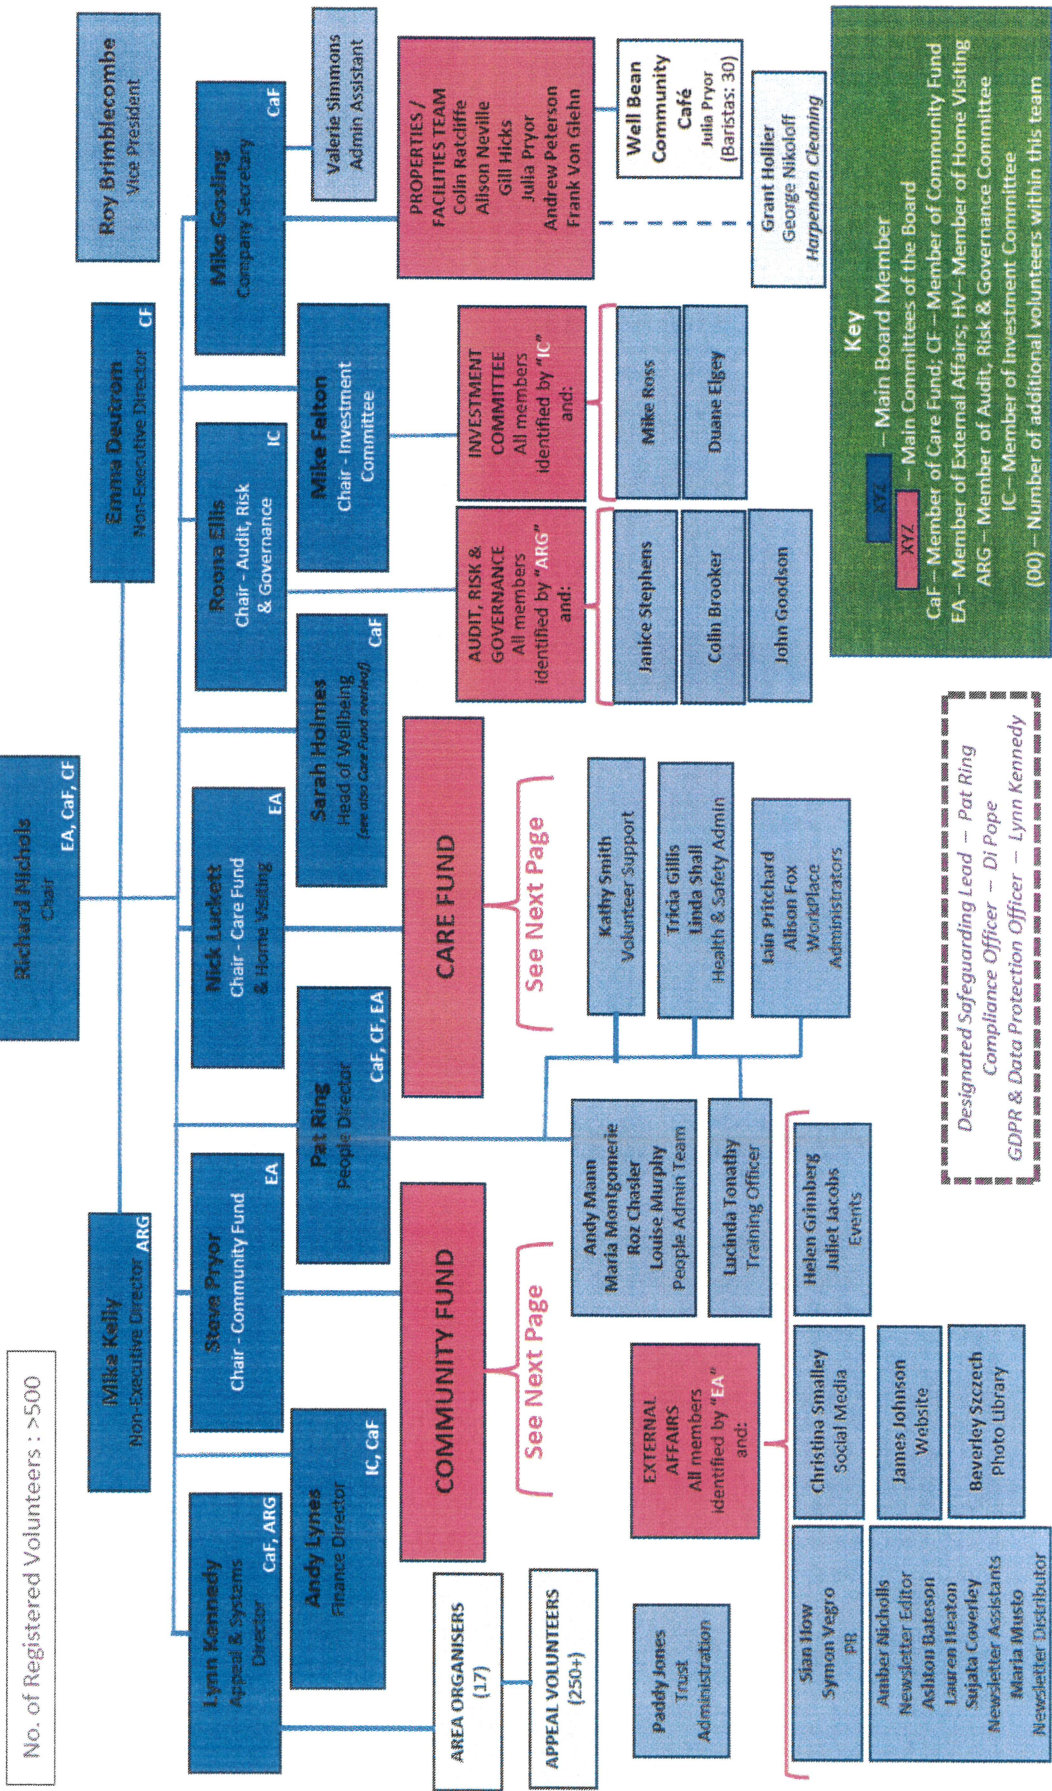 No. of Registered Volunteers : >500
Richard Nichols
Chair
EA, CaF, CF
Roy Brimblecombe
Vice President
Mike Kelly
Non-Executive Director
ARG
Emma Dautrom
Non-Executive Director
CF
Lynn Kennedy
Appeal & Systems
Director
CaF, ARG
Steve Pryor
Chair - Community Fund
EA
Nick Luckett
Chair - Care Fund
& Home Visiting
EA
Roona Ellis
Chair - Audit, Risk
& Governance
IC
Mike Gosling
Company Secretary
CaF
Andy Lynes
Finance Director
IC, CaF
Pat Ring
People Director
CaF, CF, EA
Sarah Holmes
Head of Wellbeing
(see also Care Fund overleaf)
CaF
Mike Felton
Chair - Investment
Committee
Valerie Simmons
Admin Assistant
AREA ORGANISERS
(17)
APPEAL VOLUNTEERS
(250+)
COMMUNITY FUND
See Next Page
CARE FUND
See Next Page
AUDIT, RISK &
GOVERNANCE
All members
identified by "ARG"
and:
Janice Stephens
Colin Brooker
John Goodson
INVESTMENT
COMMITTEE
All members
identified by "IC"
and:
Mike Ross
Duane Elgey
PROPERTIES /
FACILITIES TEAM
Colin Ratcliffe
Alison Neville
Gill Hicks
Julia Pryor
Andrew Peterson
Frank Von Glehn
Well Bean
Community
Café
Julia Pryor
(Baristas: 30)
Grant Hollier
George Nikoloff
Harpenden Cleaning
Andy Mann
Maria Montgomerie
Roz Chasler
Louise Murphy
People Admin Team
Lucinda Tonathy
Training Officer
Kathy Smith
Volunteer Support
Tricia Gillis
Linda Shall
Health & Safety Admin
Iain Pritchard
Alison Fox
WorkPlace
Administrators
Paddy Jones
Trust
Administration
EXTERNAL
AFFAIRS
All members
identified by "EA"
and:
Sian How
Symon Vegro
PR
Amber Nicholls
Newsletter Editor
Ashton Bateson
Lauren Heaton
Sujata Coverley
Newsletter Assistants
Maria Musto
Newsletter Distributor
Christina Smalley
Social Media
James Johnson
Website
Beverley Szczech
Photo Library
Helen Grimberg
Juliet Jacobs
Events
Designated Safeguarding Lead – Pat Ring
Compliance Officer – Di Pope
GDPR & Data Protection Officer – Lynn Kennedy
Key
XYZ – Main Board Member
XYZ – Main Committees of the Board
CaF – Member of Care Fund; CF – Member of Community Fund
EA – Member of External Affairs; HV – Member of Home Visiting
ARG – Member of Audit, Risk & Governance Committee
IC – Member of Investment Committee
(00) – Number of additional volunteers within this team